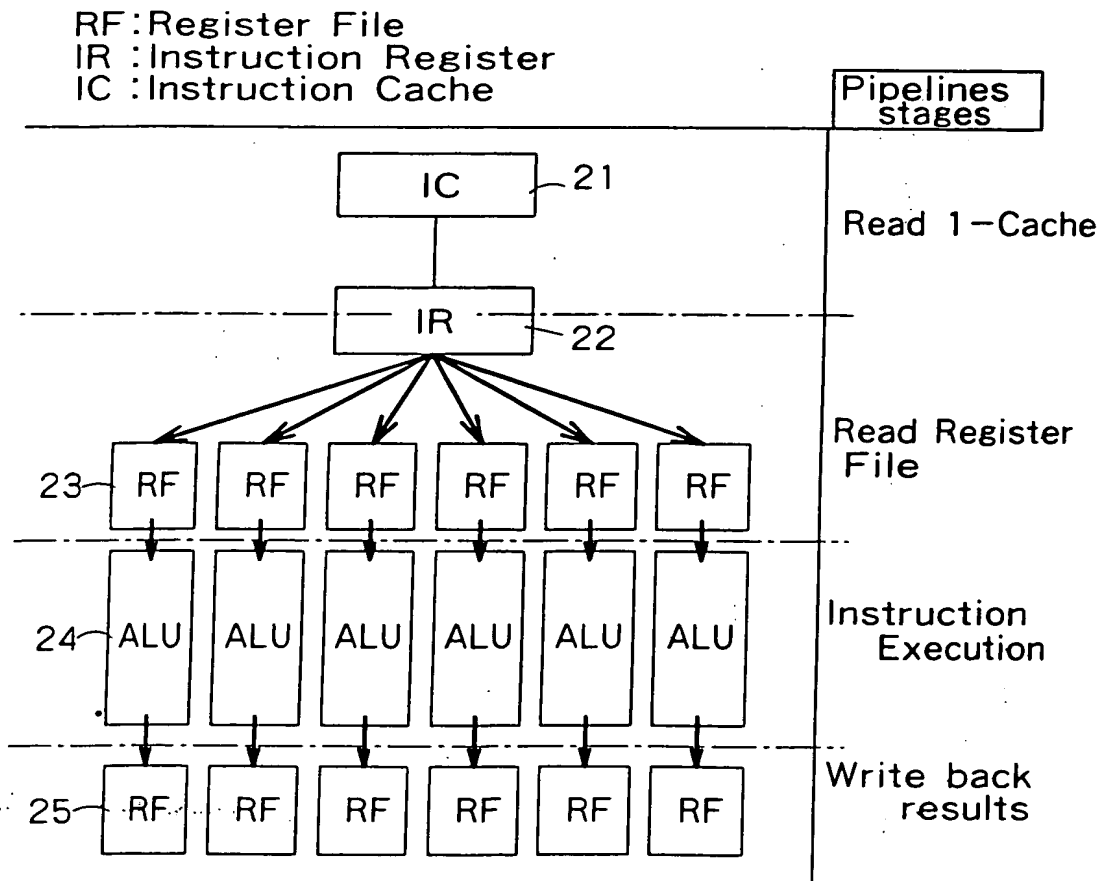 RF:Register File
IR :Instruction Register
IC :Instruction Cache
Pipelines
stages
IC
21
Read 1-Cache
IR
22
Read Register
File
23
RF RF RF RF RF RF
24
ALU ALU ALU ALU ALU ALU
Instruction
Execution
Write back
results
25
RF RF RF RF RF RF